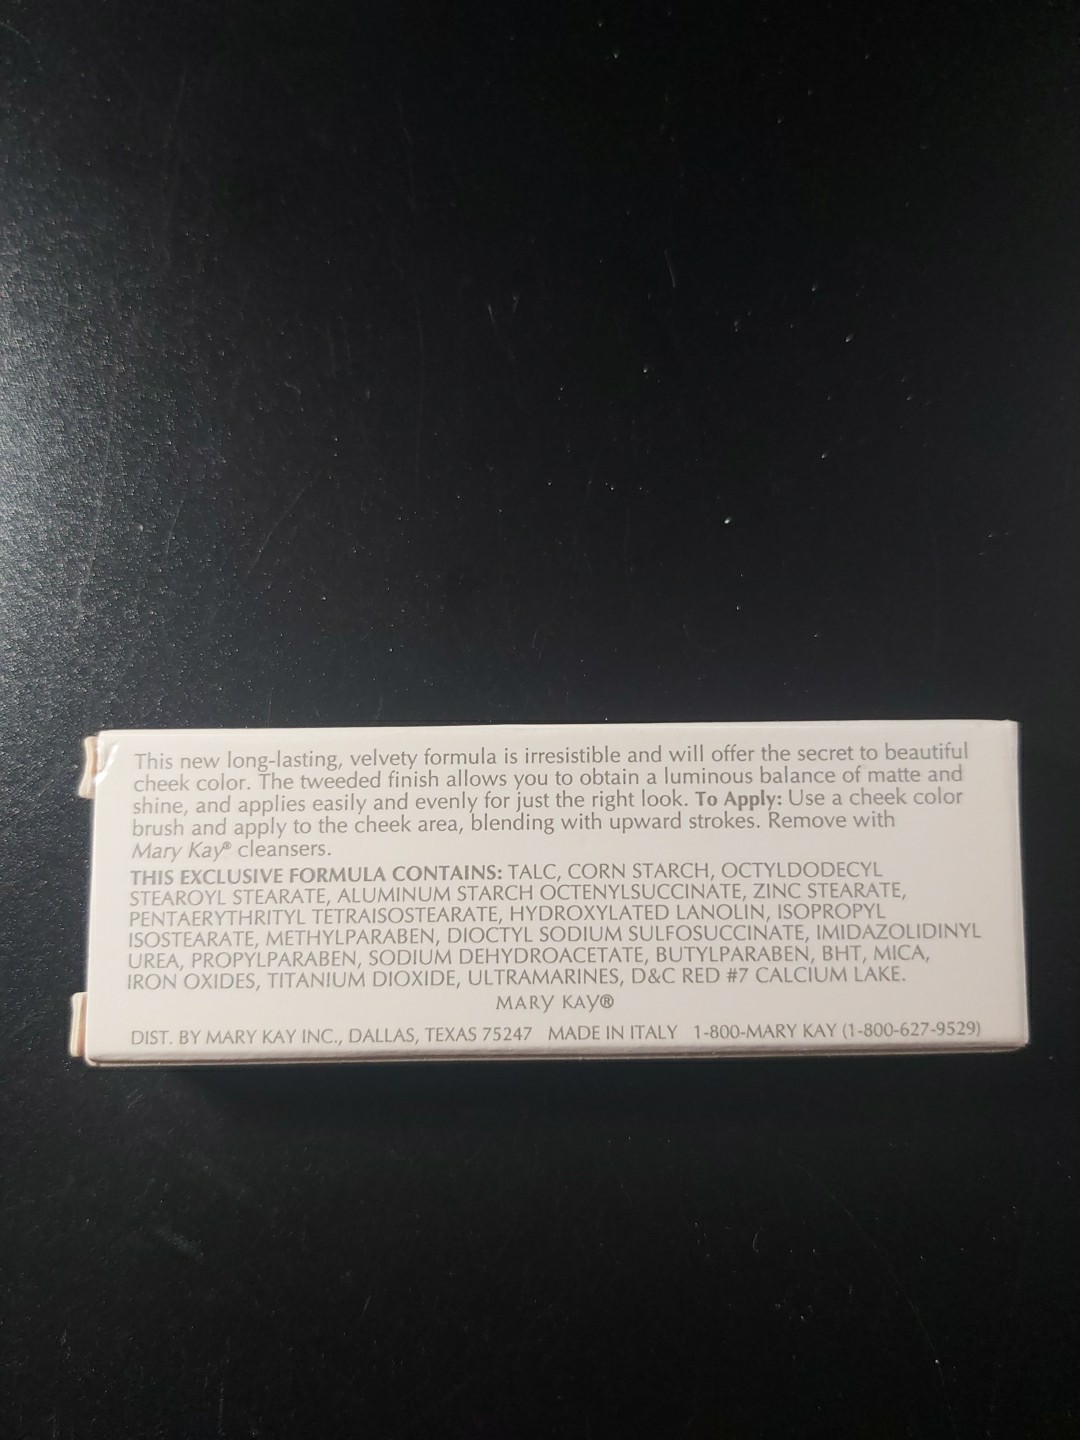 This new long-lasting, velvety formula is irresistible and will offer the secret to beautiful
cheek color. The tweeded finish allows you to obtain a luminous balance of matte and
shine, and applies easily and evenly for just the right look. To Apply: Use a cheek color
brush and apply to the cheek area, blending with upward strokes. Remove with
Mary Kay® cleansers.
THIS EXCLUSIVE FORMULA CONTAINS: TALC, CORN STARCH, OCTYLDODECYL
STEAROYL STEARATE, ALUMINUM STARCH OCTENYLSUCCINATE, ZINC STEARATE,
PENTAERYTHRITYL TETRAISOSTEARATE, HYDROXYLATED LANOLIN, ISOPROPYL
ISOSTEARATE, METHYLPARABEN, DIOCTYL SODIUM SULFOSUCCINATE, IMIDAZOLIDINYL
UREA, PROPYLPARABEN, SODIUM DEHYDROACETATE, BUTYLPARABEN, BHT, MICA,
IRON OXIDES, TITANIUM DIOXIDE, ULTRAMARINES, D&C RED #7 CALCIUM LAKE.
MARY KAY®
DIST. BY MARY KAY INC., DALLAS, TEXAS 75247 MADE IN ITALY 1-800-MARY KAY (1-800-627-9529)